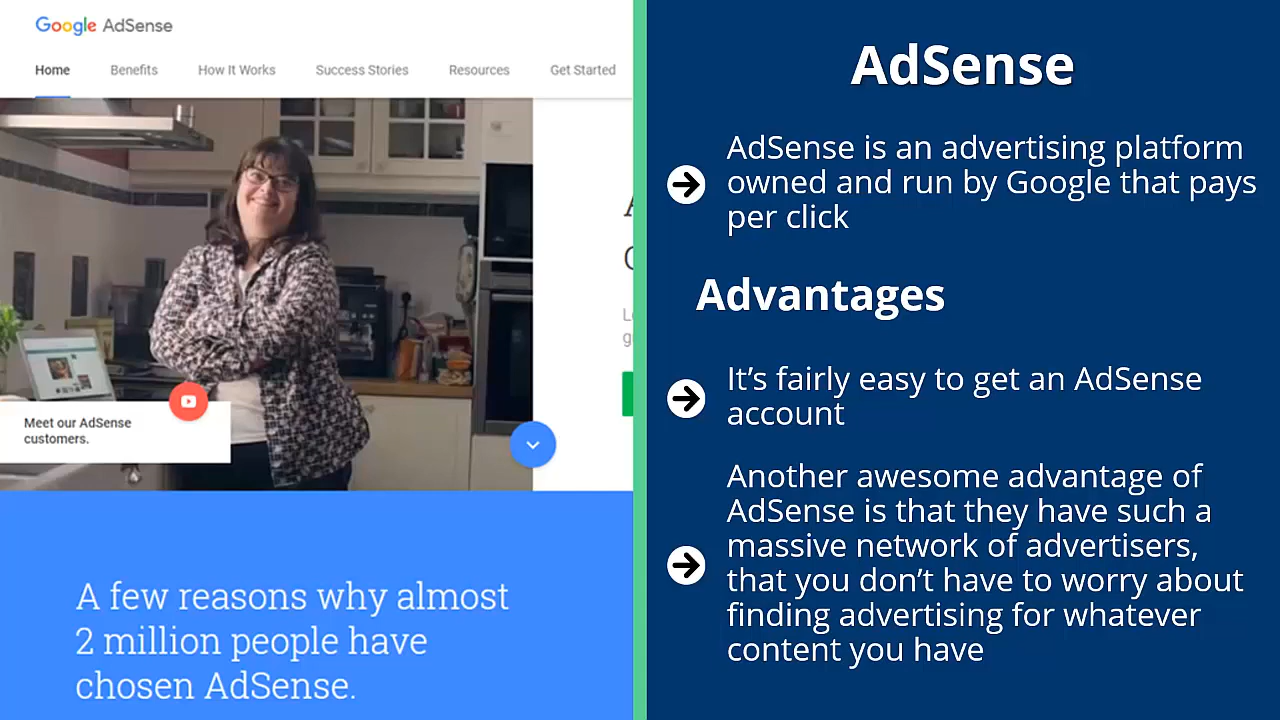 Google AdSense
Home Benefits How It Works Success Stories Resources Get Started
Meet our AdSense
customers.
A few reasons why almost
2 million people have
chosen AdSense.
AdSense
AdSense is an advertising platform
owned and run by Google that pays
per click
Advantages
It's fairly easy to get an AdSense
account
Another awesome advantage of
AdSense is that they have such a
massive network of advertisers,
that you don't have to worry about
finding advertising for whatever
content you have